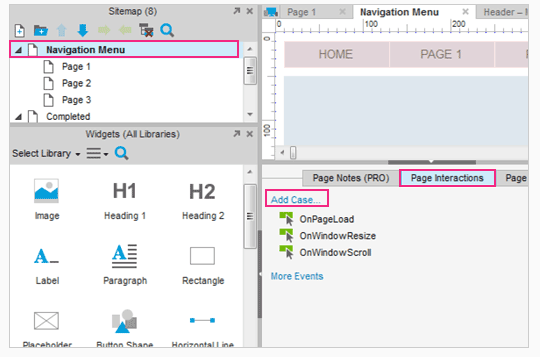 Sitemap (8)
Navigation Menu
Page 1
Page 2
Page 3
Completed
Widgets (All Libraries)
Select Library
Image
Heading 1
Heading 2
H1
H2
Label
Paragraph
Rectangle
A
Placeholder
Button Shape
Horizontal Line
Page 1
Navigation Menu
Header –
0
100
200
HOME
PAGE 1
100
Page Notes (PRO)
Page Interactions
Page
Add Case...
OnPageLoad
OnWindowResize
OnWindowScroll
More Events